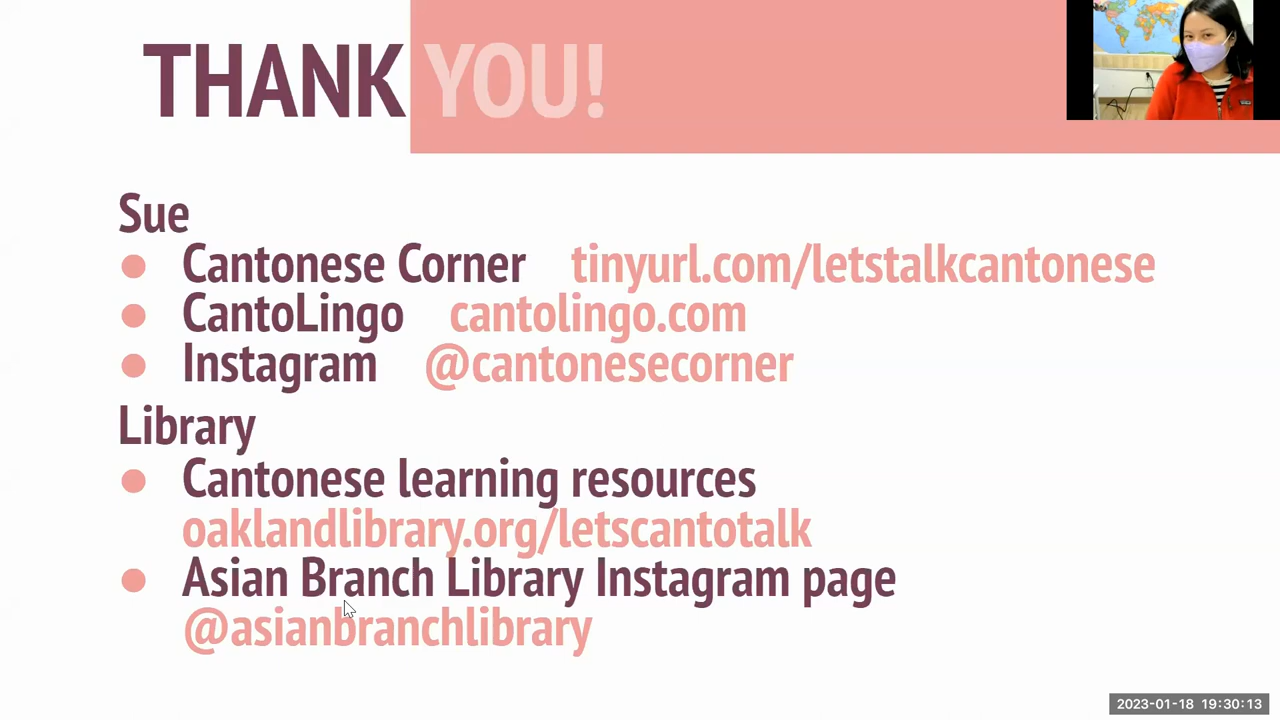 THANK YOU!
Sue
● Cantonese Corner tinyurl.com/letstalkcantonese
● CantoLingo cantolingo.com
● Instagram @cantonesecorner
Library
● Cantonese learning resources
oaklandlibrary.org/letscantotalk
● Asian Branch Library Instagram page
@asianbranchlibrary
2023-01-18 19:30:13